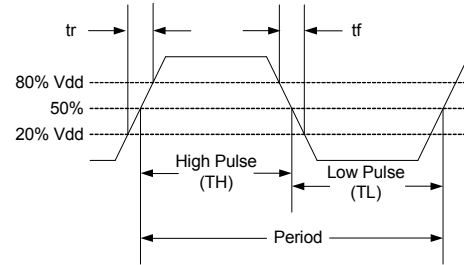 tr
tf
80% Vdd
50%
20% Vdd
High Pulse
(TH)
Low Pulse
(TL)
Period